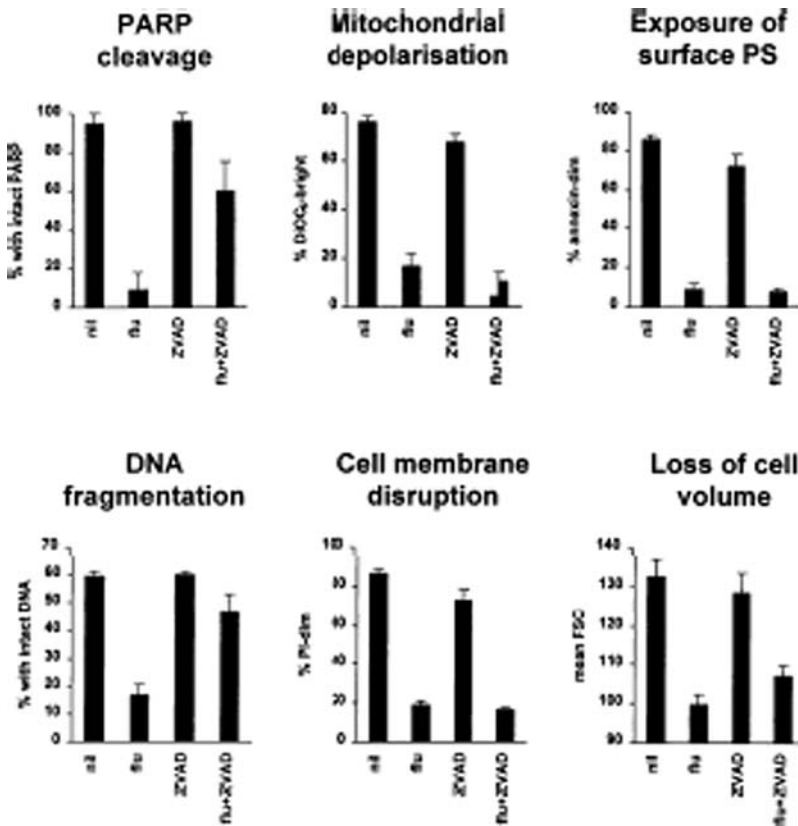 PARP
cleavage
Mitochondrial
depolarisation
Exposure of
surface PS
% with intact PARP
100
80
60
40
20
0
nil
flu
ZVAD
flu+ZVAD
% DiOC₆-bright
80
60
40
20
0
nil
flu
ZVAD
flu+ZVAD
% annexin-dim
100
80
60
40
20
0
nil
flu
ZVAD
flu+ZVAD
DNA
fragmentation
Cell membrane
disruption
Loss of cell
volume
% with intact DNA
70
60
50
40
30
20
10
0
nil
flu
ZVAD
flu+ZVAD
% PI-dim
100
80
60
40
20
0
nil
flu
ZVAD
flu+ZVAD
mean FSC
140
130
120
110
100
90
nil
flu
ZVAD
flu+ZVAD